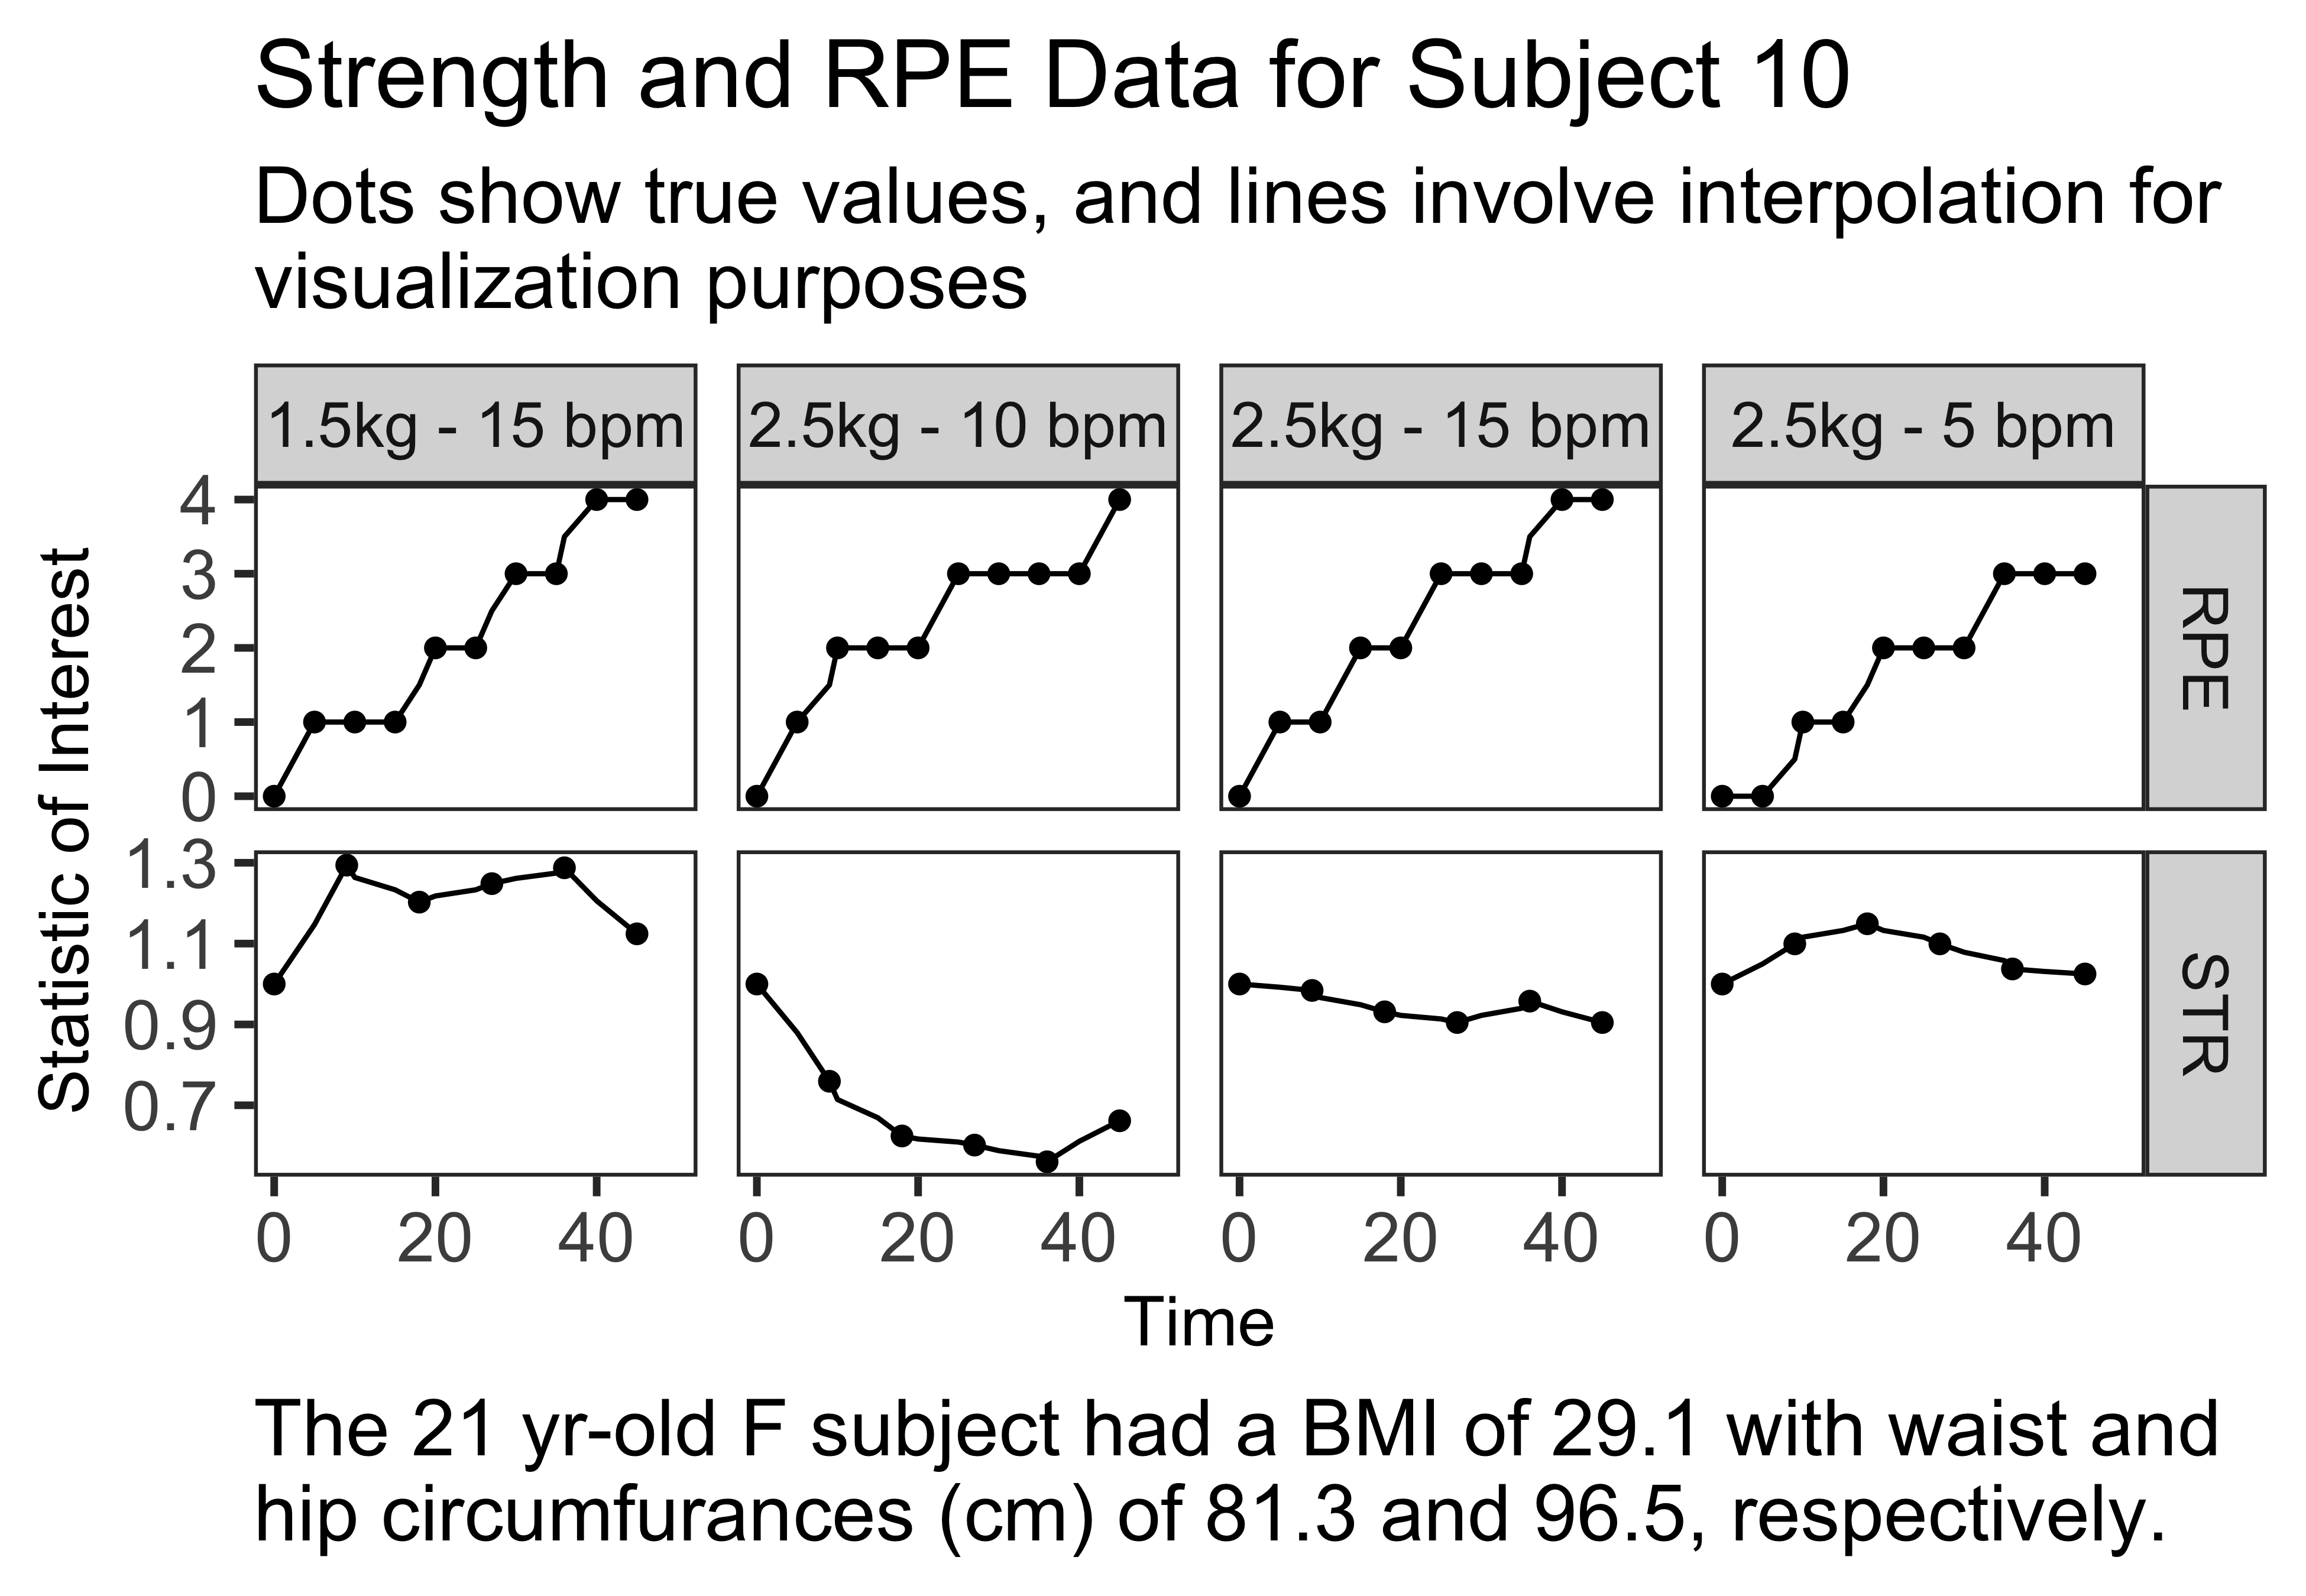 Strength and RPE Data for Subject 10
Dots show true values, and lines involve interpolation for
visualization purposes
1.5kg - 15 bpm 2.5kg - 10 bpm 2.5kg - 15 bpm 2.5kg - 5 bpm
Statistic of Interest
4
3
2
1
0
RPE
1.3
1.1
0.9
0.7
STR
0 20 40 0 20 40 0 20 40 0 20 40
Time
The 21 yr-old F subject had a BMI of 29.1 with waist and
hip circumfurances (cm) of 81.3 and 96.5, respectively.